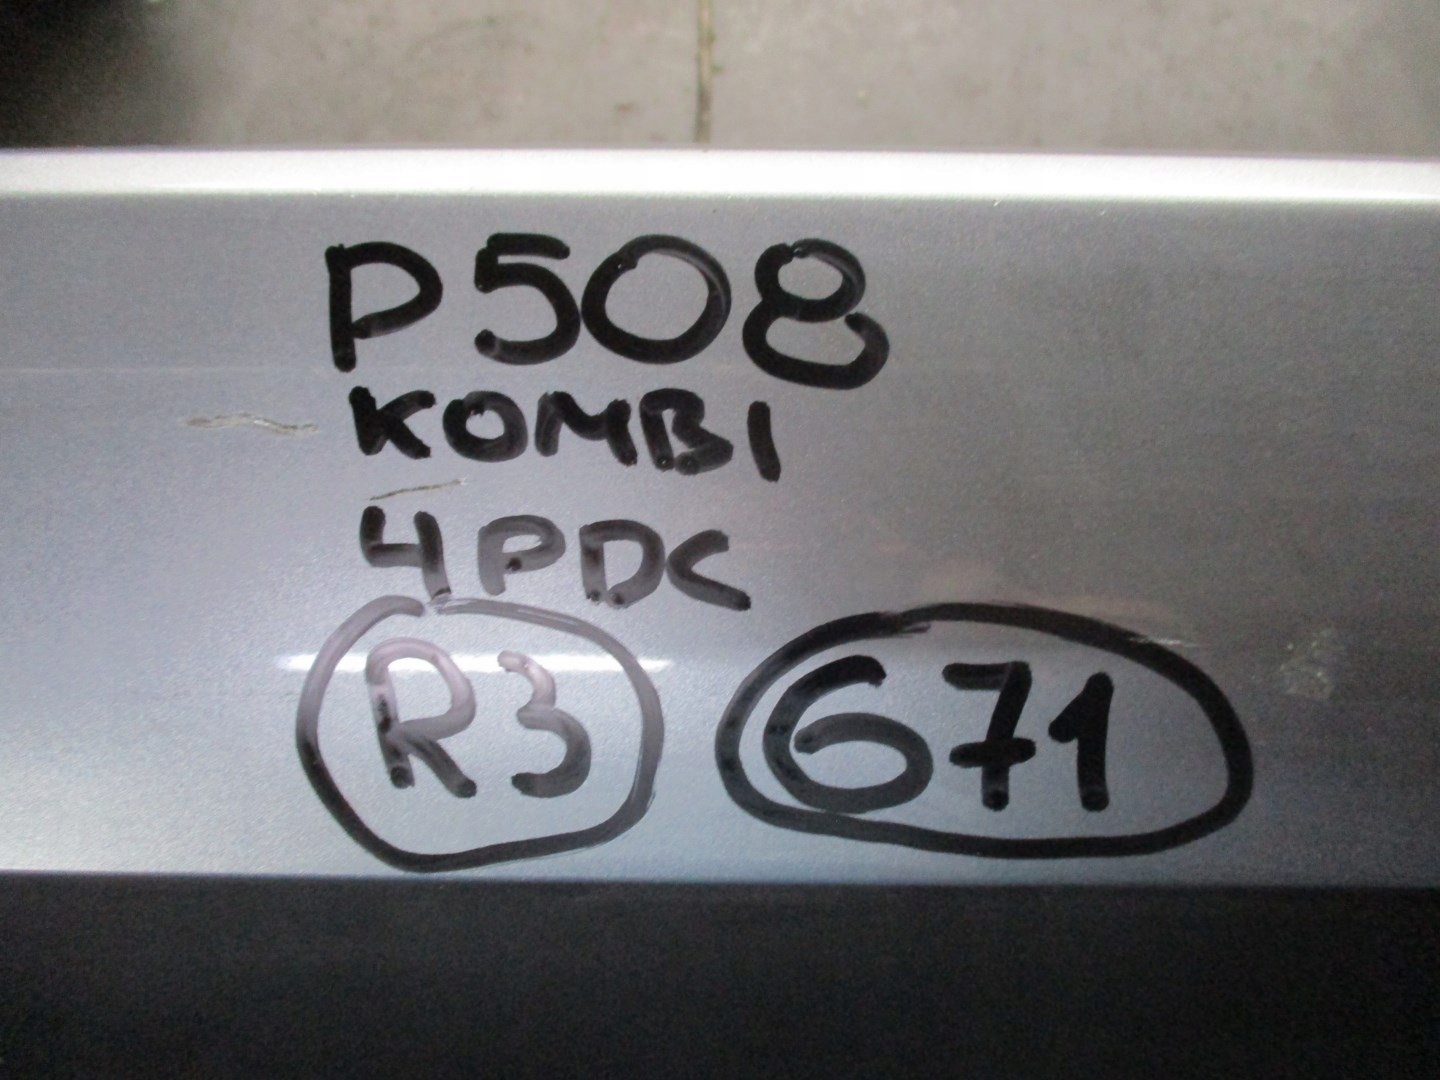 P508
KOMBI
4PDC
R3 671